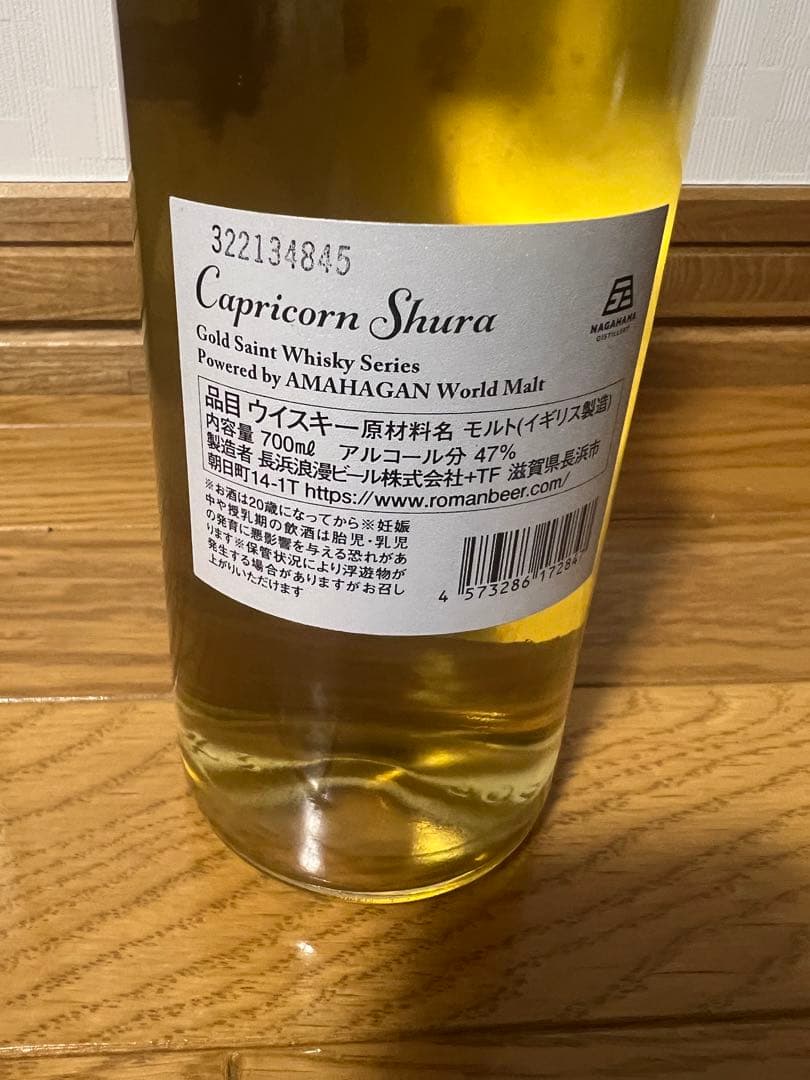 322134845
Capricorn Shura
NAGAHAMA
DISTILLERY
Gold Saint Whisky Series
Powered by AMAHAGAN World Malt
品目 ウイスキー原材料名 モルト(イギリス製造)
内容量 700㎖ アルコール分 47%
製造者 長浜浪漫ビール株式会社+TF 滋賀県長浜市
朝日町14-1T https://www.romanbeer.com/
※お酒は20歳になってから※妊娠
中や授乳期の飲酒は胎児・乳児
の発育に悪影響を与える恐れがあ
ります※保管状況により浮遊物が
発生する場合がありますがお召し
上がりいただけます
4 573286 17284